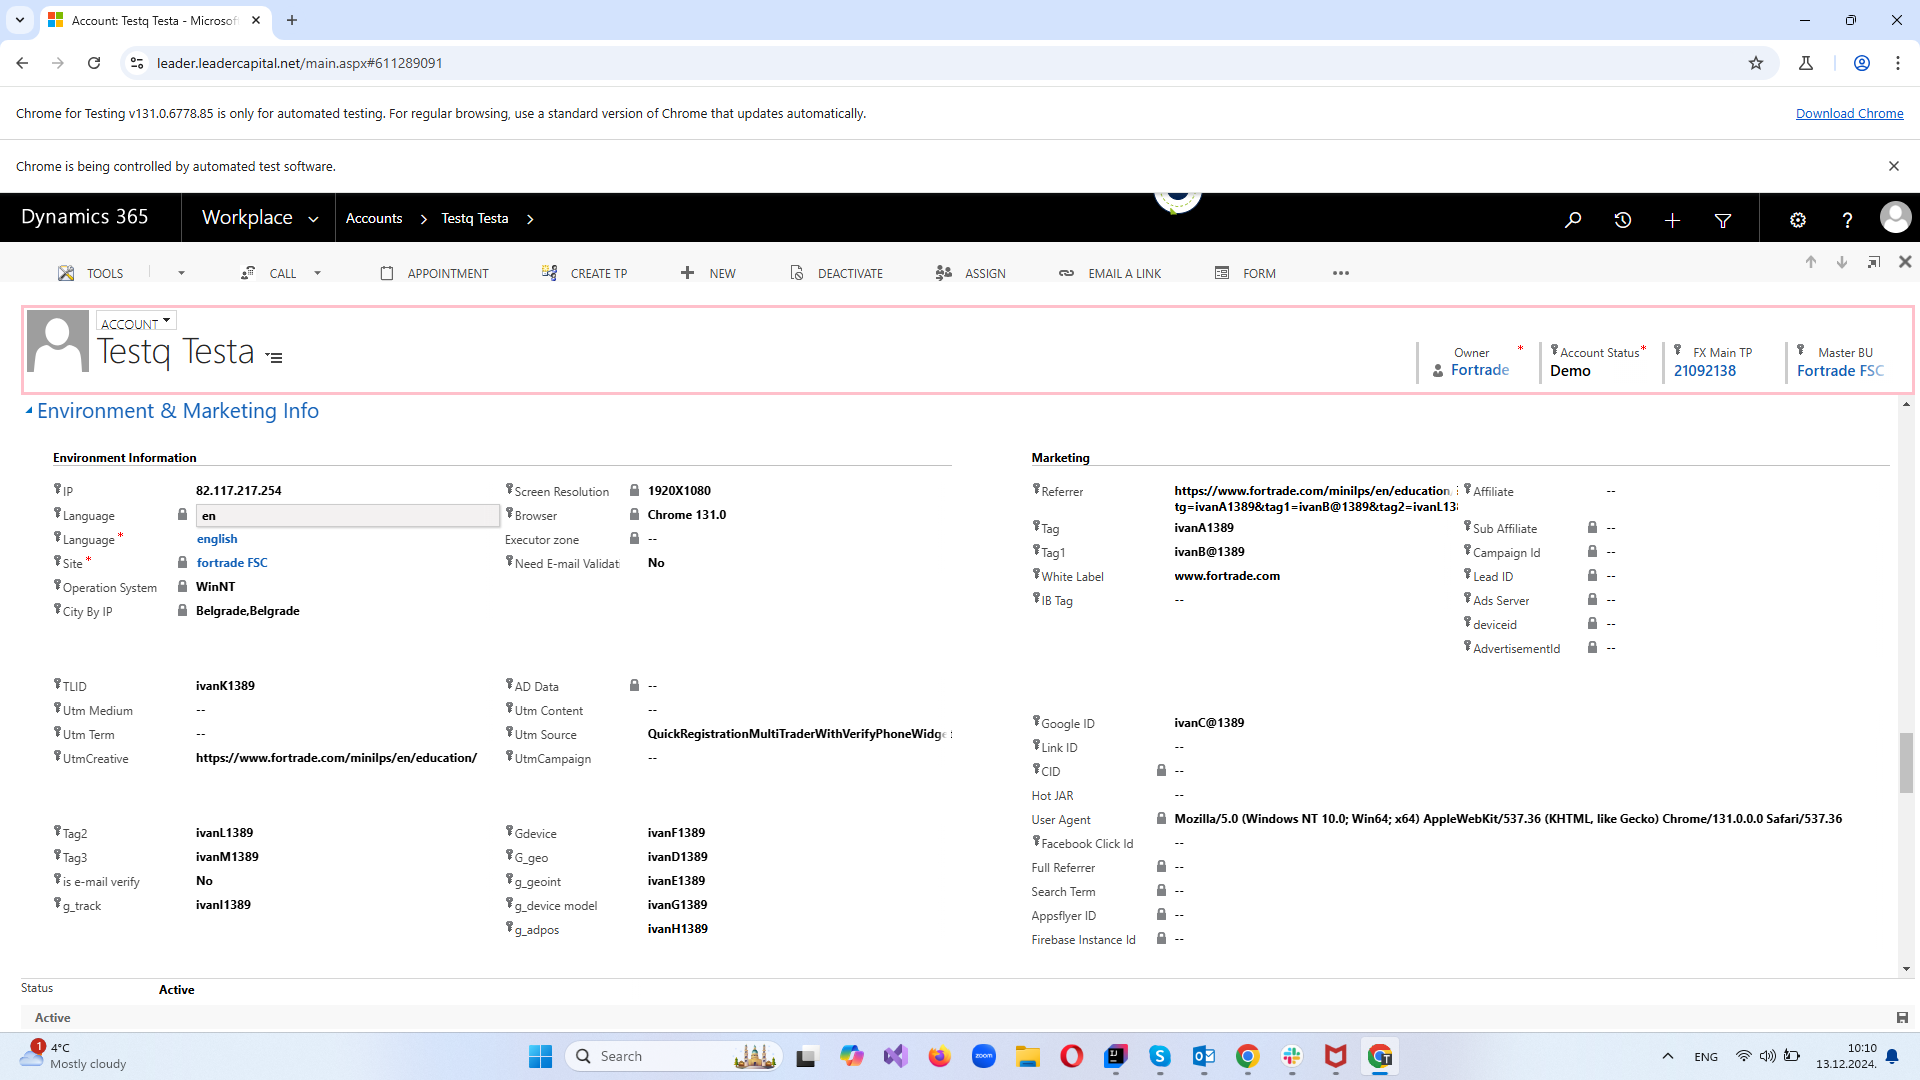 Account: Testq Testa - Microsof
leader.leadercapital.net/main.aspx#611289091
Chrome for Testing v131.0.6778.85 is only for automated testing. For regular browsing, use a standard version of Chrome that updates automatically.
Download Chrome
Chrome is being controlled by automated test software.
Dynamics 365
Workplace
Accounts
Testq Testa
TOOLS
CALL
APPOINTMENT
CREATE TP
NEW
DEACTIVATE
ASSIGN
EMAIL A LINK
FORM
ACCOUNT
Testq Testa
Owner *
Fortrade
Account Status *
Demo
FX Main TP
21092138
Master BU
Fortrade FSC
Environment & Marketing Info
Environment Information
IP 82.117.217.254
Language en
Language * english
Site * fortrade FSC
Operation System WinNT
City By IP Belgrade,Belgrade
Screen Resolution 1920X1080
Browser Chrome 131.0
Executor zone --
Need E-mail Validat No
TLID ivanK1389
Utm Medium --
Utm Term --
UtmCreative https://www.fortrade.com/minilps/en/education/
AD Data --
Utm Content --
Utm Source QuickRegistrationMultiTraderWithVerifyPhoneWidge
UtmCampaign --
Tag2 ivanL1389
Tag3 ivanM1389
is e-mail verify No
g_track ivanI1389
Gdevice ivanF1389
G_geo ivanD1389
g_geoint ivanE1389
g_device model ivanG1389
g_adpos ivanH1389
Marketing
Referrer https://www.fortrade.com/minilps/en/education
tg=ivanA1389&tag1=ivanB@1389&tag2=ivanL138
Tag ivanA1389
Tag1 ivanB@1389
White Label www.fortrade.com
IB Tag --
Affiliate --
Sub Affiliate --
Campaign Id --
Lead ID --
Ads Server --
deviceid --
AdvertisementId --
Google ID ivanC@1389
Link ID --
CID --
Hot JAR --
User Agent Mozilla/5.0 (Windows NT 10.0; Win64; x64) AppleWebKit/537.36 (KHTML, like Gecko) Chrome/131.0.0.0 Safari/537.36
Facebook Click Id --
Full Referrer --
Search Term --
Appsflyer ID --
Firebase Instance Id --
Status Active
Active
1
4°C
Mostly cloudy
Search
zoom
ENG
10:10
13.12.2024.